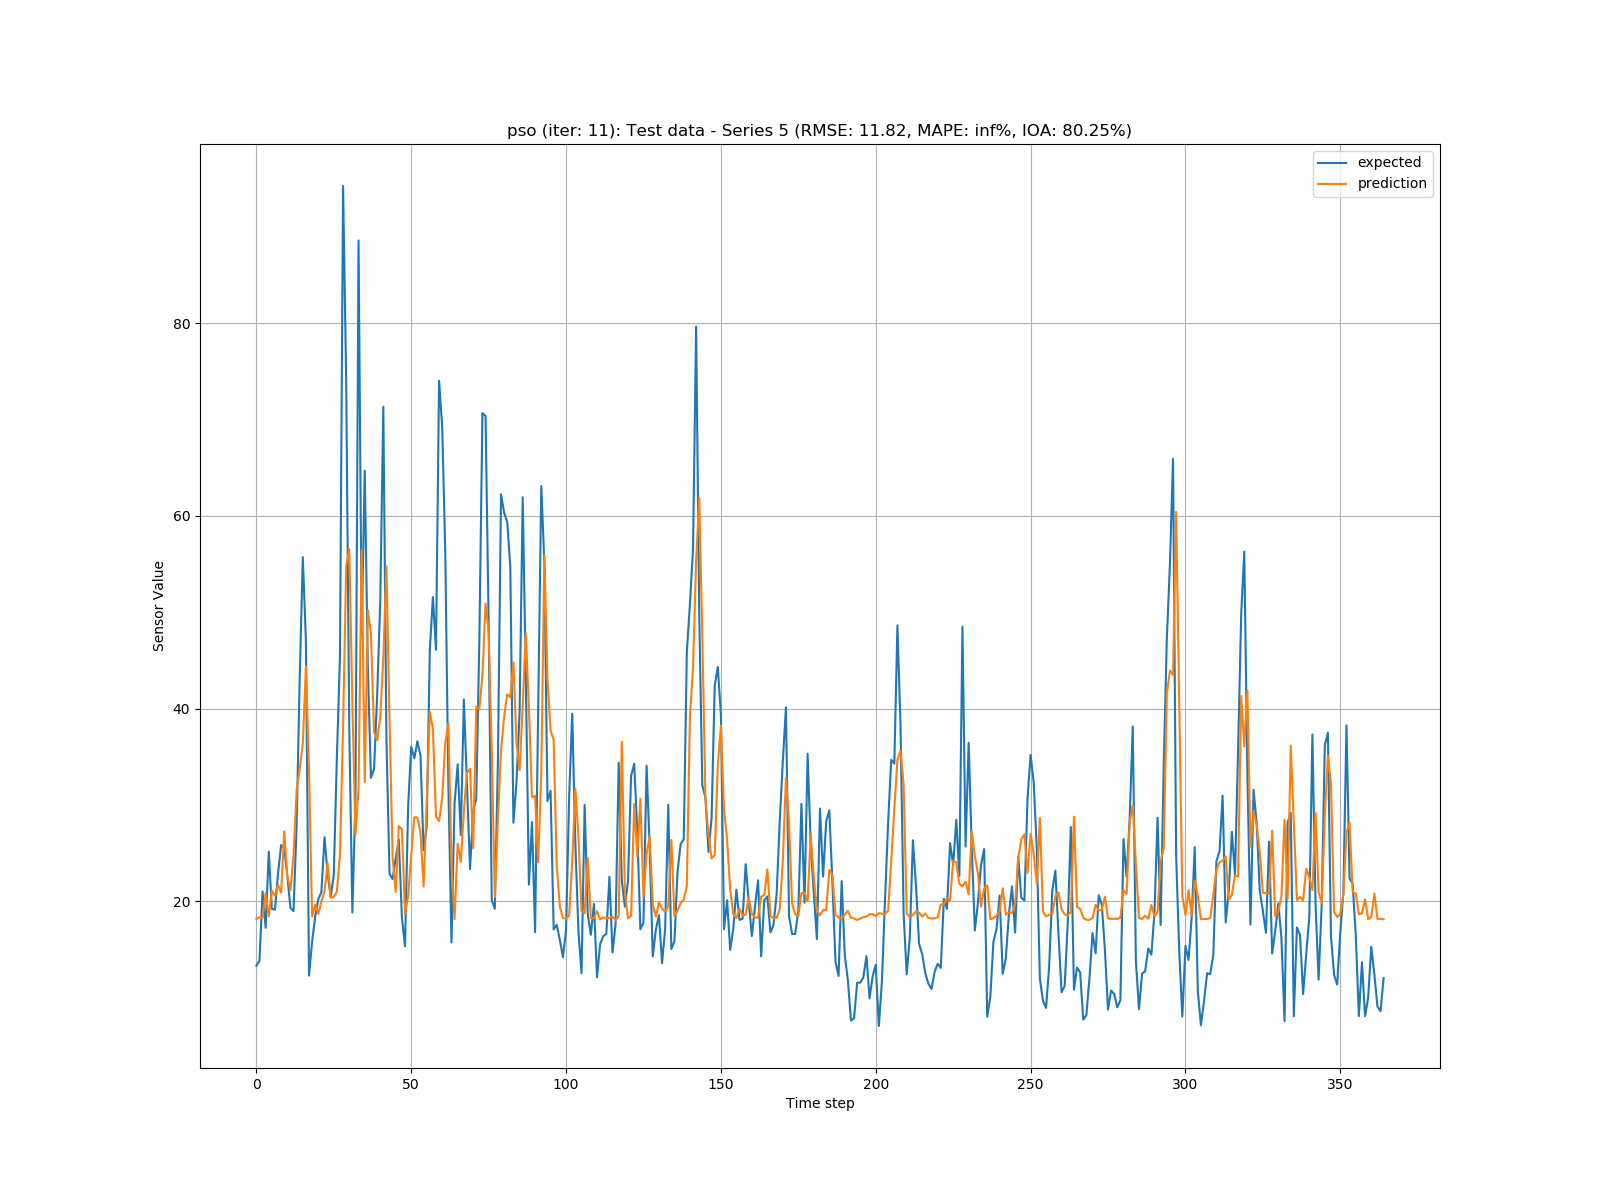 pso (iter: 11): Test data - Series 5 (RMSE: 11.82, MAPE: inf%, IOA: 80.25%)
expected
prediction
Sensor Value
80
60
40
20
0 50 100 150 200 250 300 350
Time step